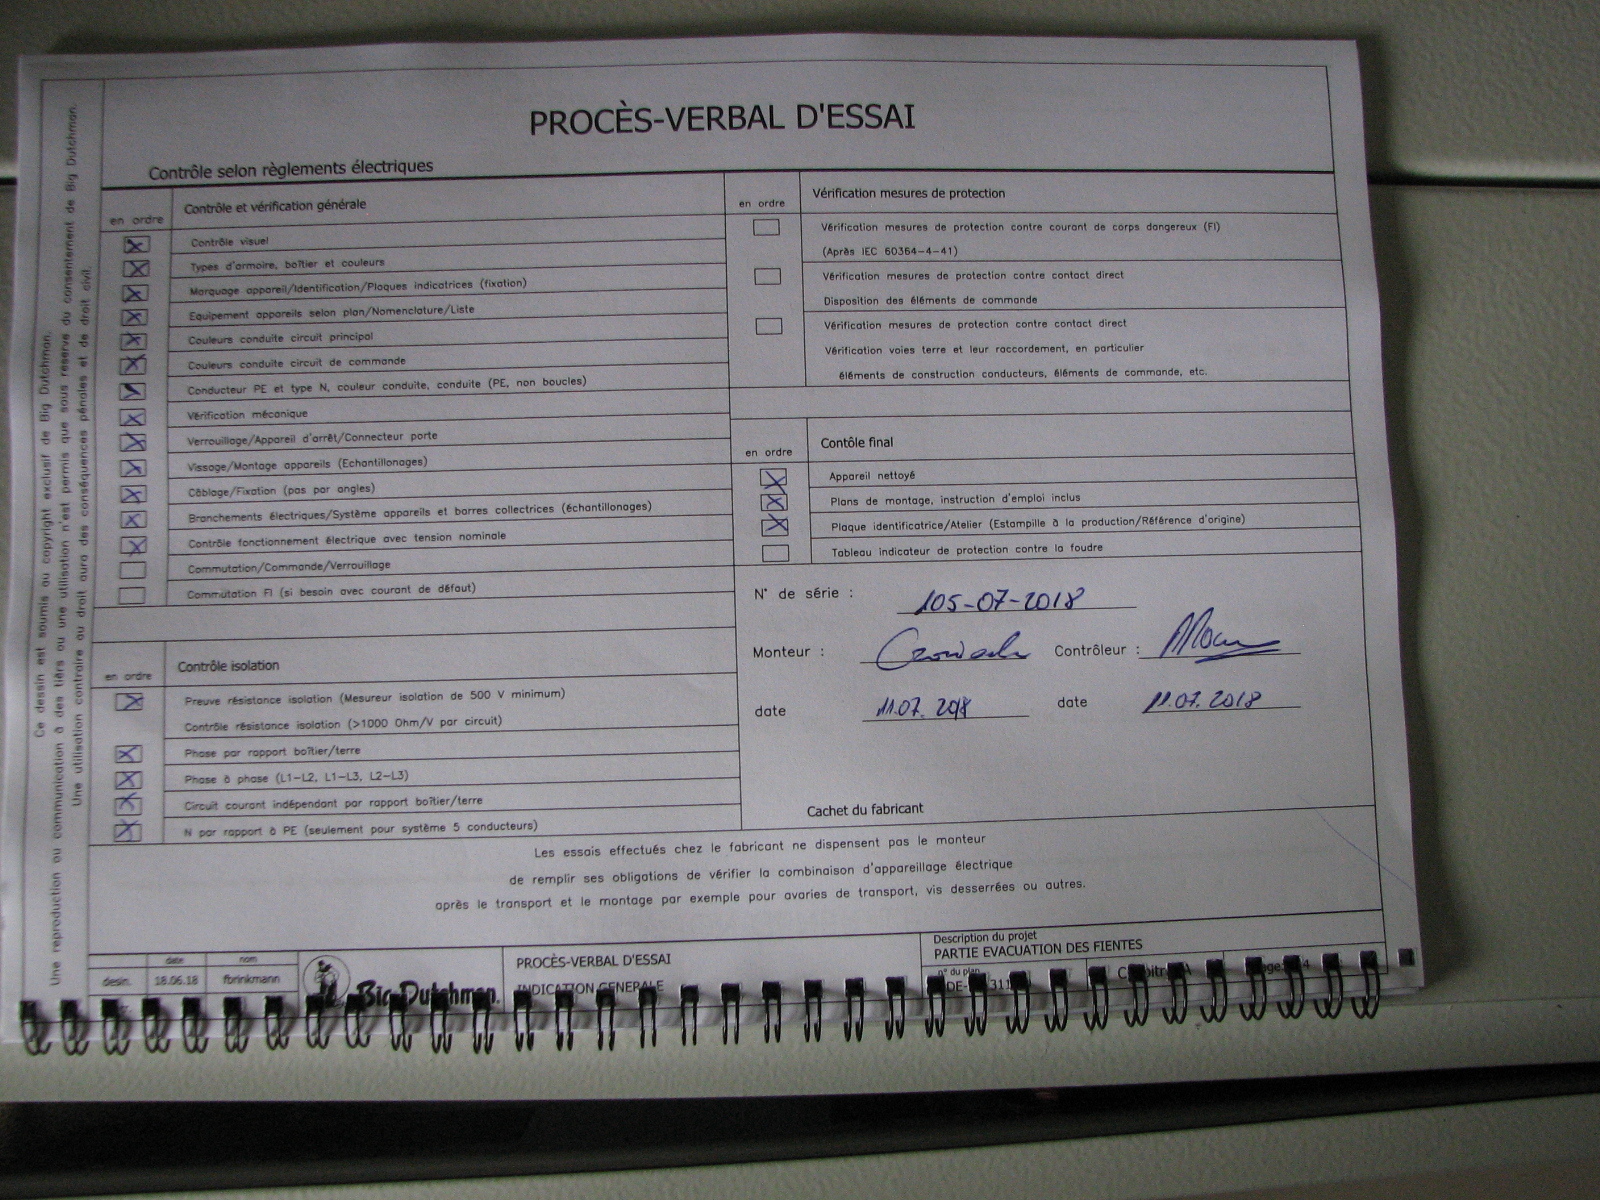 PROCÈS-VERBAL D'ESSAI
Contrôle selon règlements électriques
en ordre
Contrôle et vérification générale
Contrôle visuel
Types d'armoire, boîtier et couleurs
Marquage appareil/Identification/Plaques indicatrices (fixation)
Equipement appareils selon plan/Nomenclature/Liste
Couleurs conduite circuit principal
Couleurs conduite circuit de commande
Conducteur PE et type N, couleur conduite, conduite (PE, non boucles)
Vérification mécanique
Verrouillage/Appareil d'arrêt/Connecteur porte
Vissage/Montage appareils (Echantillonages)
Câblage/Fixation (pas par angles)
Branchements électriques/Système appareils et barres collectrices (échantillonages)
Contrôle fonctionnement électrique avec tension nominale
Commutation/Commande/Verrouillage
Commutation FI (si besoin avec courant de défaut)
en ordre
Contrôle isolation
Preuve résistance isolation (Mesureur isolation de 500 V minimum)
Contrôle résistance isolation (>1000 Ohm/V par circuit)
Phase par rapport boîtier/terre
Phase à phase (L1-L2, L1-L3, L2-L3)
Circuit courant indépendant par rapport boîtier/terre
N par rapport à PE (seulement pour système 5 conducteurs)
en ordre
Vérification mesures de protection
Vérification mesures de protection contre courant de corps dangereux (FI)
(Après IEC 60364-4-41)
Vérification mesures de protection contre contact direct
Disposition des éléments de commande
Vérification mesures de protection contre contact direct
Vérification voies terre et leur raccordement, en particulier
éléments de construction conducteurs, éléments de commande, etc.
en ordre
Contôle final
Appareil nettoyé
Plans de montage, instruction d'emploi inclus
Plaque identificatrice/Atelier (Estampille à la production/Référence d'origine)
Tableau indicateur de protection contre la foudre
N° de série : 105-07-2018
Monteur : Contrôleur :
date 11.07.2018 date 11.07.2018
Cachet du fabricant
Les essais effectués chez le fabricant ne dispensent pas le monteur
de remplir ses obligations de vérifier la combinaison d'appareillage électrique
après le transport et le montage par exemple pour avaries de transport, vis desserrées ou autres.
date nom
desin. 18.06.18 fbrinkmann
Big Dutchman.
PROCÈS-VERBAL D'ESSAI
INDICATION GENERALE
Description du projet
PARTIE EVACUATION DES FIENTES
n° du plan
Ce dessin est soumis au copyright exclusif de Big Dutchman.
Une reproduction ou communication à des tiers ou une utilisation n'est permis que sous reserve du consentement de Big Dutchman.
Une utilisation contraire au droit aura des conséquences pénales et de droit civil.